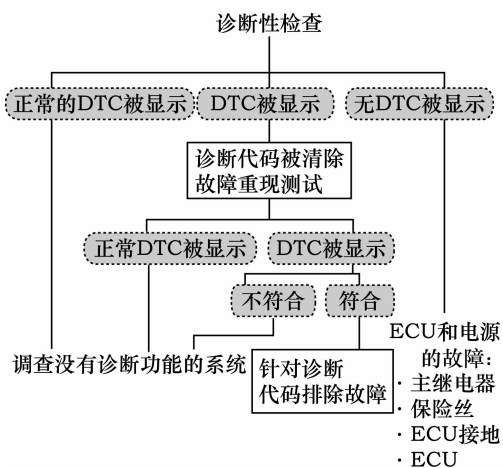 诊断性检查
正常的DTC被显示
DTC被显示
无DTC被显示
诊断代码被清除
故障重现测试
正常DTC被显示
DTC被显示
不符合
符合
调查没有诊断功能的系统
针对诊断
代码排除故障
ECU和电源
的故障：
· 主继电器
· 保险丝
· ECU接地
· ECU